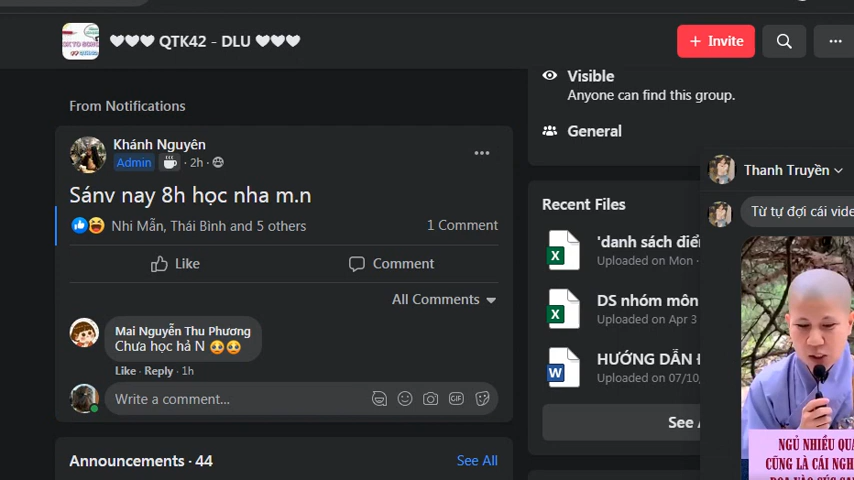 🤍🤍🤍 QTK42 - DLU 🤍🤍🤍
+ Invite
From Notifications
Khánh Nguyên
Admin · 2h ·
Sánv nay 8h học nha m.n
Nhi Mẫn, Thái Bình and 5 others
1 Comment
Like
Comment
All Comments
Mai Nguyễn Thu Phương
Chưa học hả N 🥺🥺
Like · Reply · 1h
Write a comment...
GIF
Announcements · 44
See All
Visible
Anyone can find this group.
General
Recent Files
'danh sách điể
Uploaded on Mon
DS nhóm môn
Uploaded on Apr 3
HƯỚNG DẪN
Uploaded on 07/10,
See
Thanh Truyền
Từ tự đợi cái vide
NGỦ NHIỀU QU
CŨNG LÀ CÁI NGH